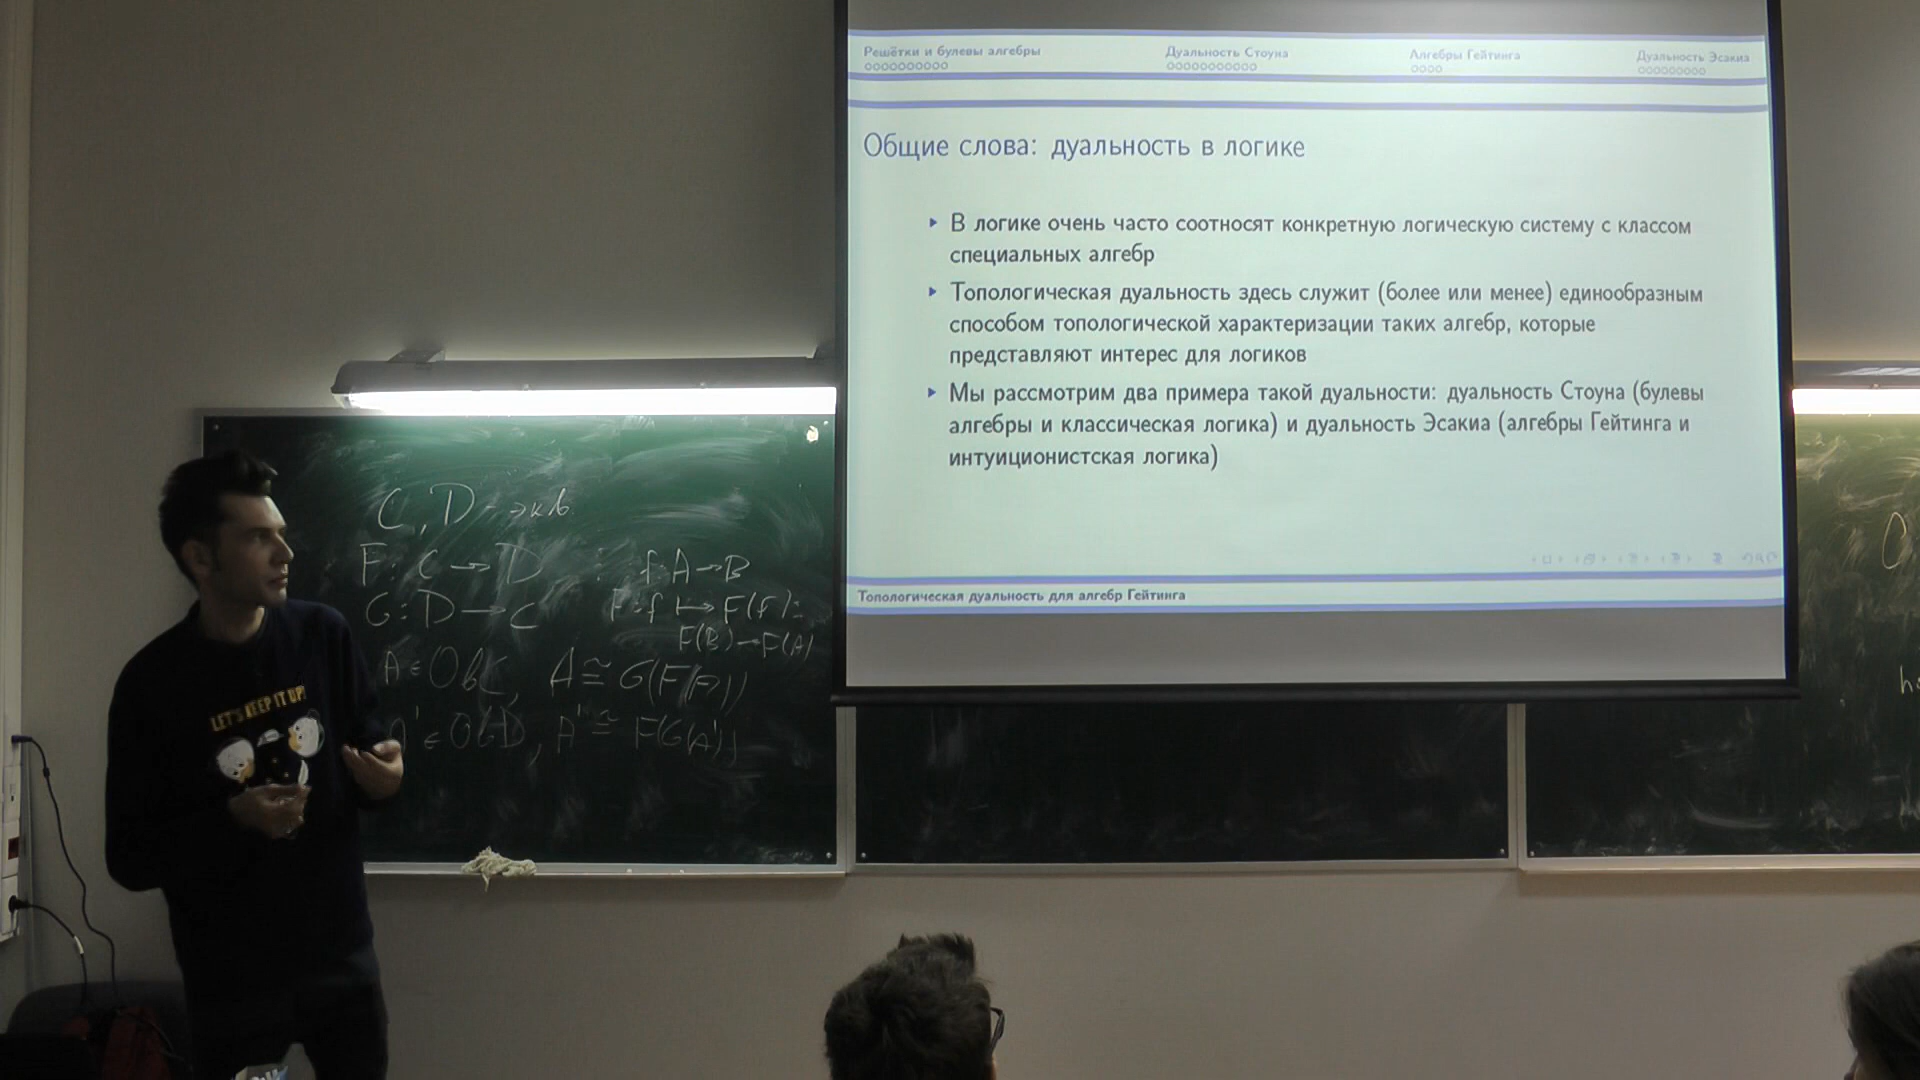 Решётки и булевы алгебры
Дуальность Стоуна
Алгебры Гейтинга
Дуальность Эсакиа
Общие слова: дуальность в логике
В логике очень часто соотносят конкретную логическую систему с классом
специальных алгебр
Топологическая дуальность здесь служит (более или менее) единообразным
способом топологической характеризации таких алгебр, которые
представляют интерес для логиков
Мы рассмотрим два примера такой дуальности: дуальность Стоуна (булевы
алгебры и классическая логика) и дуальность Эсакиа (алгебры Гейтинга и
интуиционистская логика)
Топологическая дуальность для алгебр Гейтинга
C, D - экв.
F: C → D : f: A → B
G: D → C F: f ↦ F(f):
F(B) → F(A)
A ∈ Ob C, A ≅ G(F(A))
A' ∈ Ob D, A' ≅ F(G(A'))
LET'S KEEP IT UP!